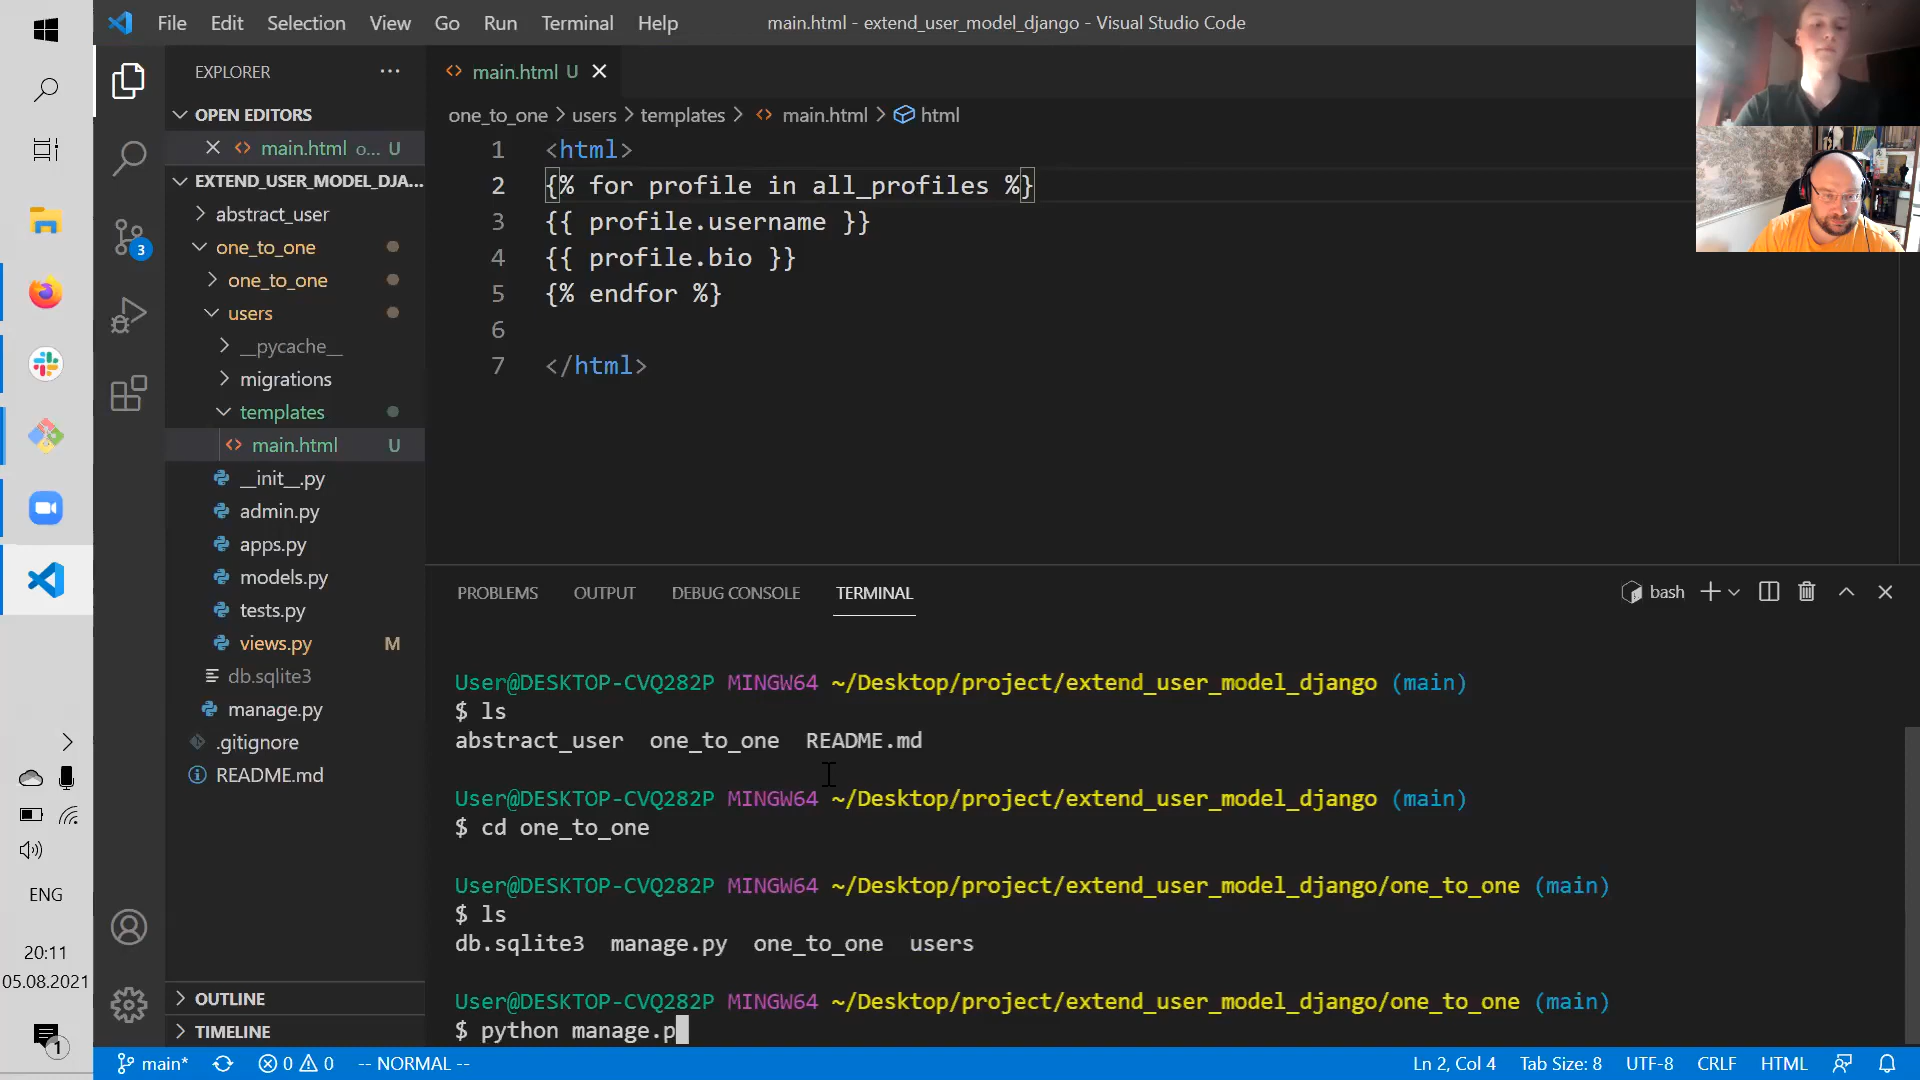 File Edit Selection View Go Run Terminal Help
main.html - extend_user_model_django - Visual Studio Code
EXPLORER
OPEN EDITORS
main.html o... U
EXTEND_USER_MODEL_DJA...
abstract_user
one_to_one
one_to_one
users
__pycache__
migrations
templates
main.html U
__init__.py
admin.py
apps.py
models.py
tests.py
views.py M
db.sqlite3
manage.py
.gitignore
README.md
OUTLINE
TIMELINE
3
main.html U
one_to_one > users > templates > main.html > html
1 <html>
2 {% for profile in all_profiles %}
3 {{ profile.username }}
4 {{ profile.bio }}
5 {% endfor %}
6
7 </html>
PROBLEMS OUTPUT DEBUG CONSOLE TERMINAL
bash
User@DESKTOP-CVQ282P MINGW64 ~/Desktop/project/extend_user_model_django (main)
$ ls
abstract_user one_to_one README.md
User@DESKTOP-CVQ282P MINGW64 ~/Desktop/project/extend_user_model_django (main)
$ cd one_to_one
User@DESKTOP-CVQ282P MINGW64 ~/Desktop/project/extend_user_model_django/one_to_one (main)
$ ls
db.sqlite3 manage.py one_to_one users
User@DESKTOP-CVQ282P MINGW64 ~/Desktop/project/extend_user_model_django/one_to_one (main)
$ python manage.p
ENG
20:11
05.08.2021
1
main* 0 0 -- NORMAL --
Ln 2, Col 4 Tab Size: 8 UTF-8 CRLF HTML